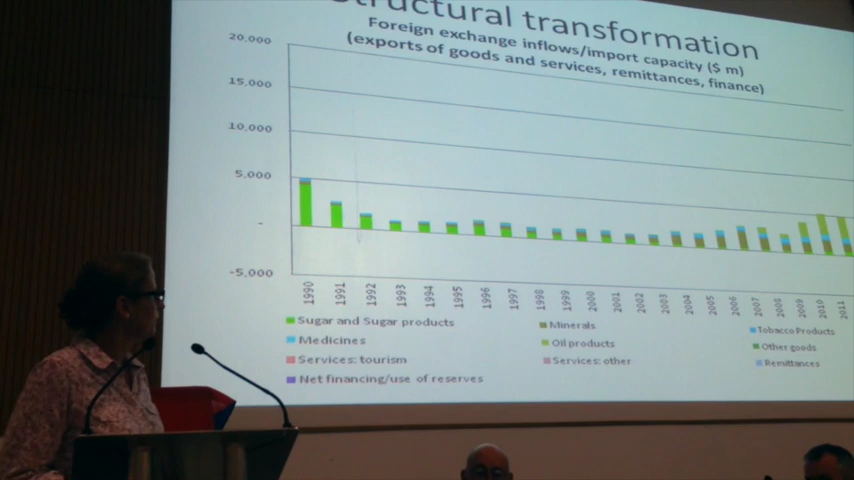 Structural transformation
Foreign exchange inflows/import capacity ($ m)
(exports of goods and services, remittances, finance)
20,000
15,000
10,000
5,000
-
-5,000
1990 1991 1992 1993 1994 1995 1996 1997 1998 1999 2000 2001 2002 2003 2004 2005 2006 2007 2008 2009 2010 2011
Sugar and Sugar products Minerals Tobacco Products
Medicines Oil products Other goods
Services: tourism Services: other Remittances
Net financing/use of reserves